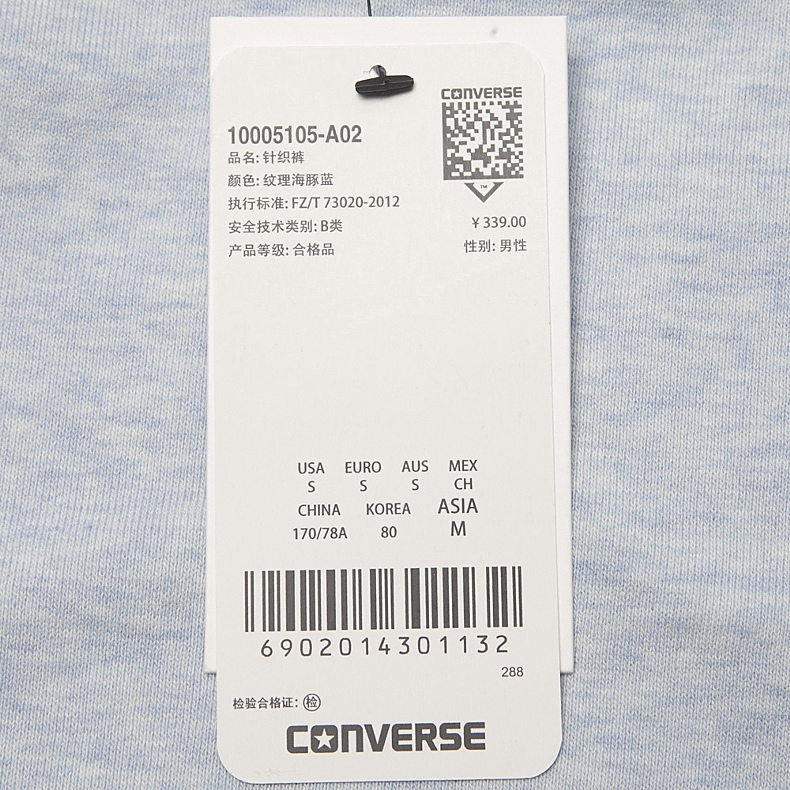 CONVERSE
10005105-A02
品名: 针织裤
颜色: 纹理海豚蓝
执行标准: FZ/T 73020-2012
安全技术类别: B类
¥ 339.00
产品等级: 合格品
性别: 男性
TM
USA EURO AUS MEX
S S S CH
CHINA KOREA ASIA
170/78A 80 M
6902014301132
288
检验合格证: 检
CONVERSE